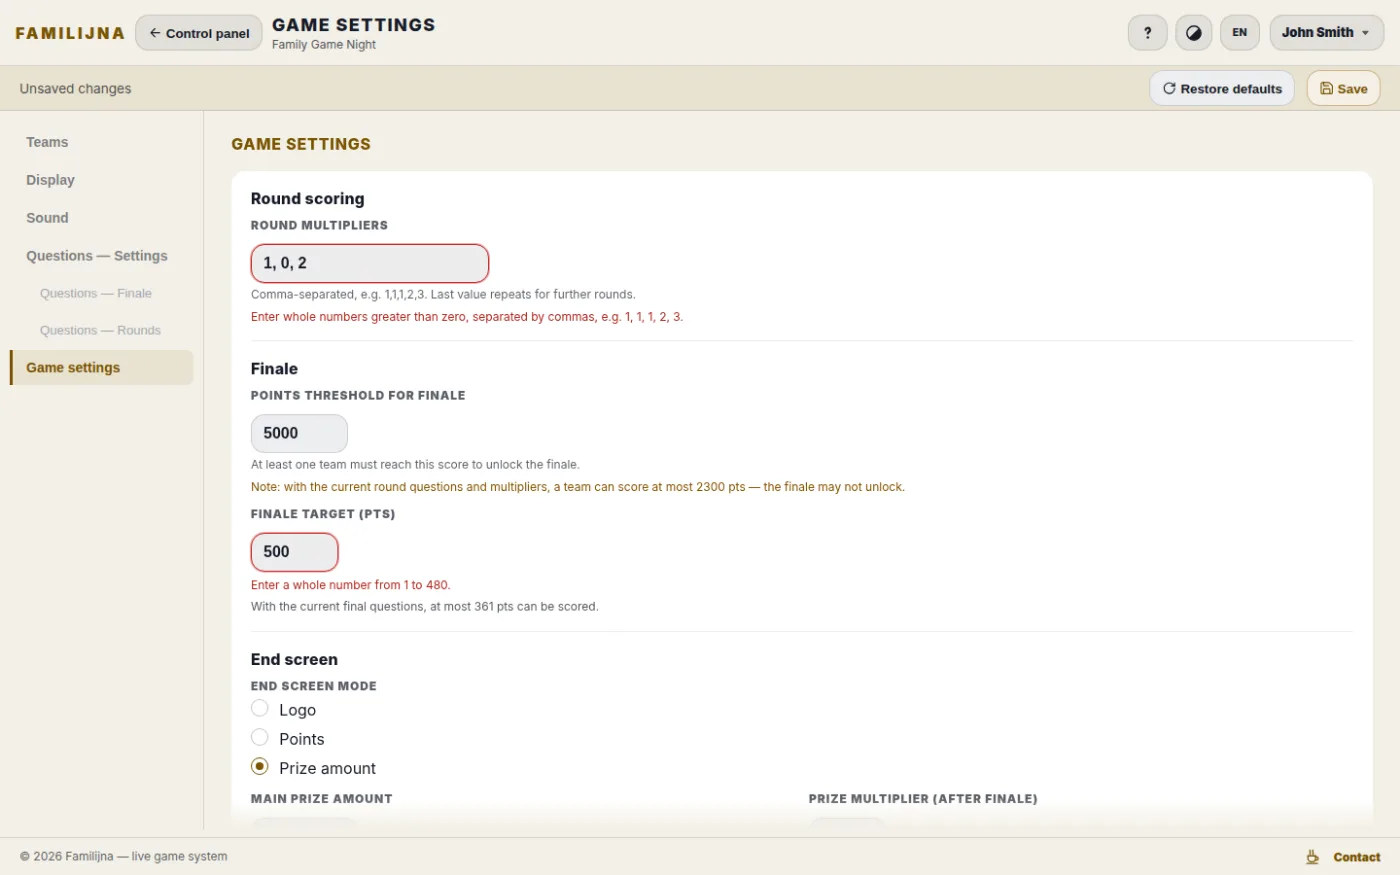 FAMILIJNA
← Control panel
GAME SETTINGS
Family Game Night
?
EN
John Smith
Unsaved changes
Restore defaults
Save
Teams
Display
Sound
Questions — Settings
Questions — Finale
Questions — Rounds
Game settings
GAME SETTINGS
Round scoring
ROUND MULTIPLIERS
1, 0, 2
Comma-separated, e.g. 1,1,1,2,3. Last value repeats for further rounds.
Enter whole numbers greater than zero, separated by commas, e.g. 1, 1, 1, 2, 3.
Finale
POINTS THRESHOLD FOR FINALE
5000
At least one team must reach this score to unlock the finale.
Note: with the current round questions and multipliers, a team can score at most 2300 pts — the finale may not unlock.
FINALE TARGET (PTS)
500
Enter a whole number from 1 to 480.
With the current final questions, at most 361 pts can be scored.
End screen
END SCREEN MODE
Logo
Points
Prize amount
MAIN PRIZE AMOUNT
PRIZE MULTIPLIER (AFTER FINALE)
© 2026 Familijna — live game system
Contact